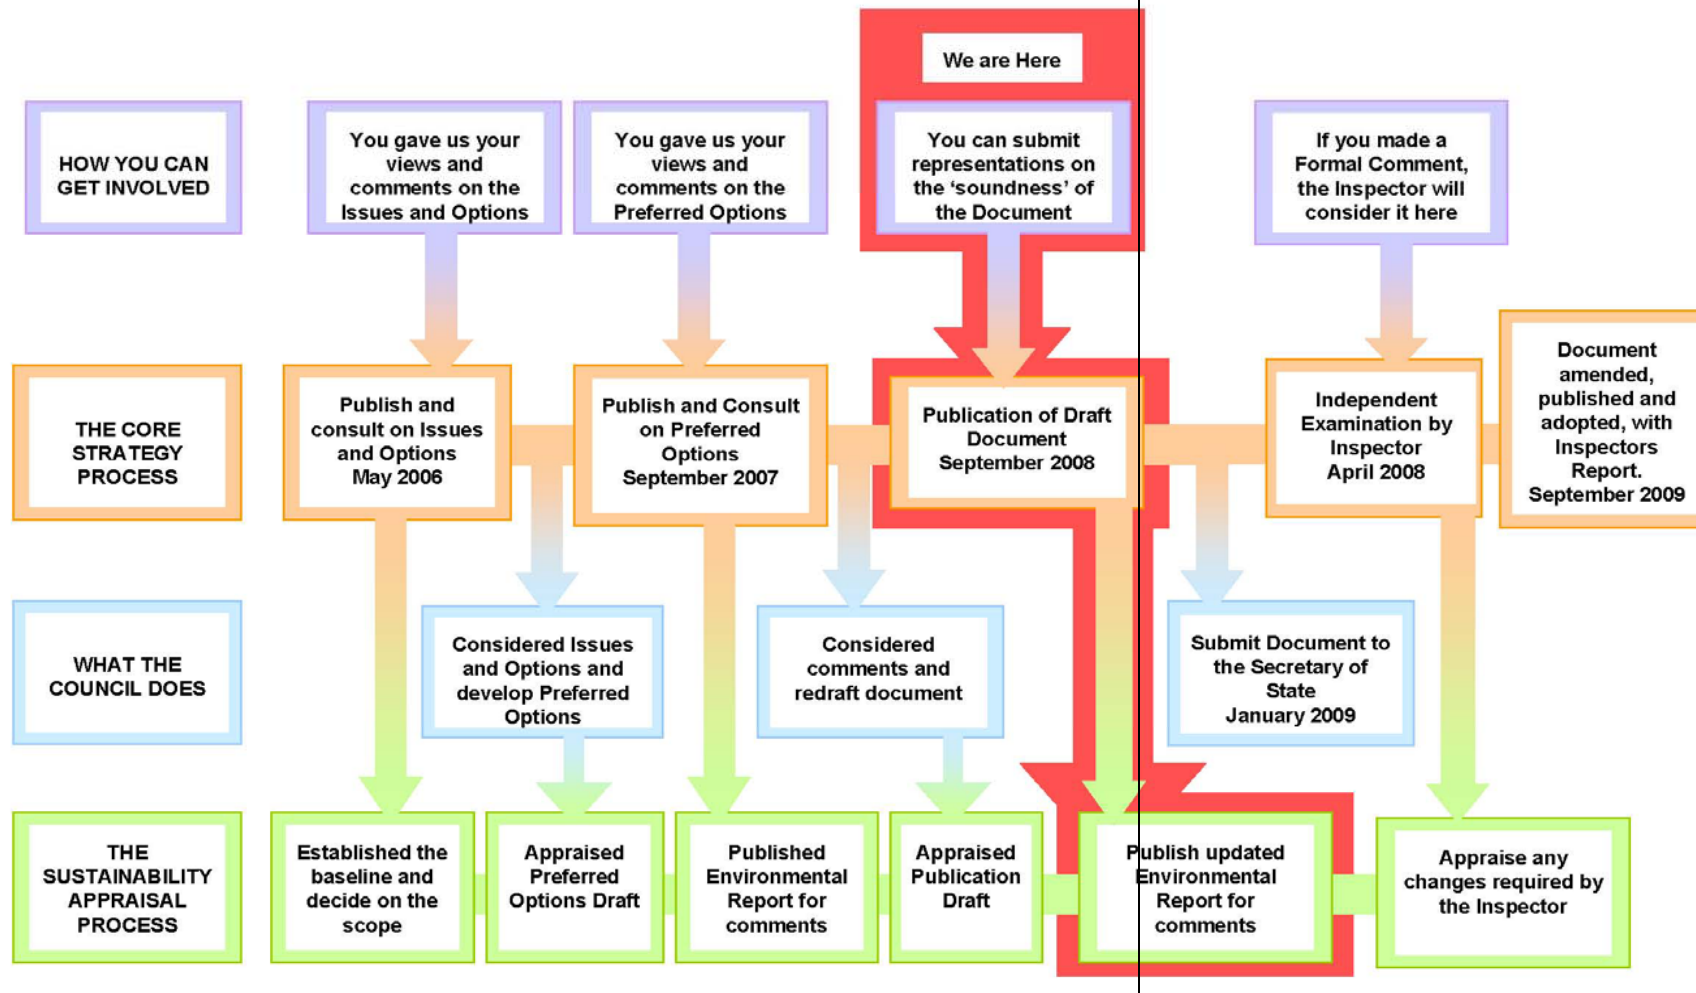 We are Here
HOW YOU CAN
GET INVOLVED
You gave us your
views and
comments on the
Issues and Options
You gave us your
views and
comments on the
Preferred Options
You can submit
representations on
the ‘soundness’ of
the Document
If you made a
Formal Comment,
the Inspector will
consider it here
THE CORE
STRATEGY
PROCESS
Publish and
consult on Issues
and Options
May 2006
Publish and Consult
on Preferred
Options
September 2007
Publication of Draft
Document
September 2008
Independent
Examination by
Inspector
April 2008
Document
amended,
published and
adopted, with
Inspectors
Report.
September 2009
WHAT THE
COUNCIL DOES
Considered Issues
and Options and
develop Preferred
Options
Considered
comments and
redraft document
Submit Document to
the Secretary of
State
January 2009
THE
SUSTAINABILITY
APPRAISAL
PROCESS
Established the
baseline and
decide on the
scope
Appraised
Preferred
Options Draft
Published
Environmental
Report for
comments
Appraised
Publication
Draft
Publish updated
Environmental
Report for
comments
Appraise any
changes required by
the Inspector